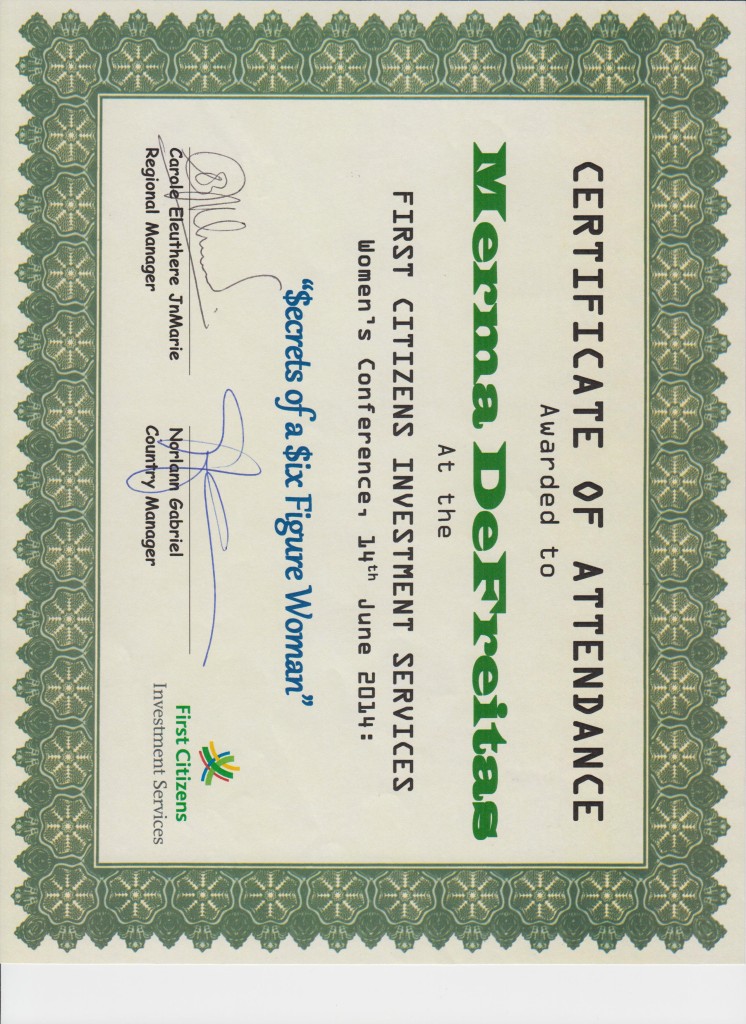 CERTIFICATE OF ATTENDANCE
Awarded to
Merma DeFreitas
At the
FIRST CITIZENS INVESTMENT SERVICES
Women's Conference, 14th June 2014:
"$ecrets of a $ix Figure Woman"
Carole Eleuthere JnMarie
Regional Manager
Norlann Gabriel
Country Manager
First Citizens
Investment Services